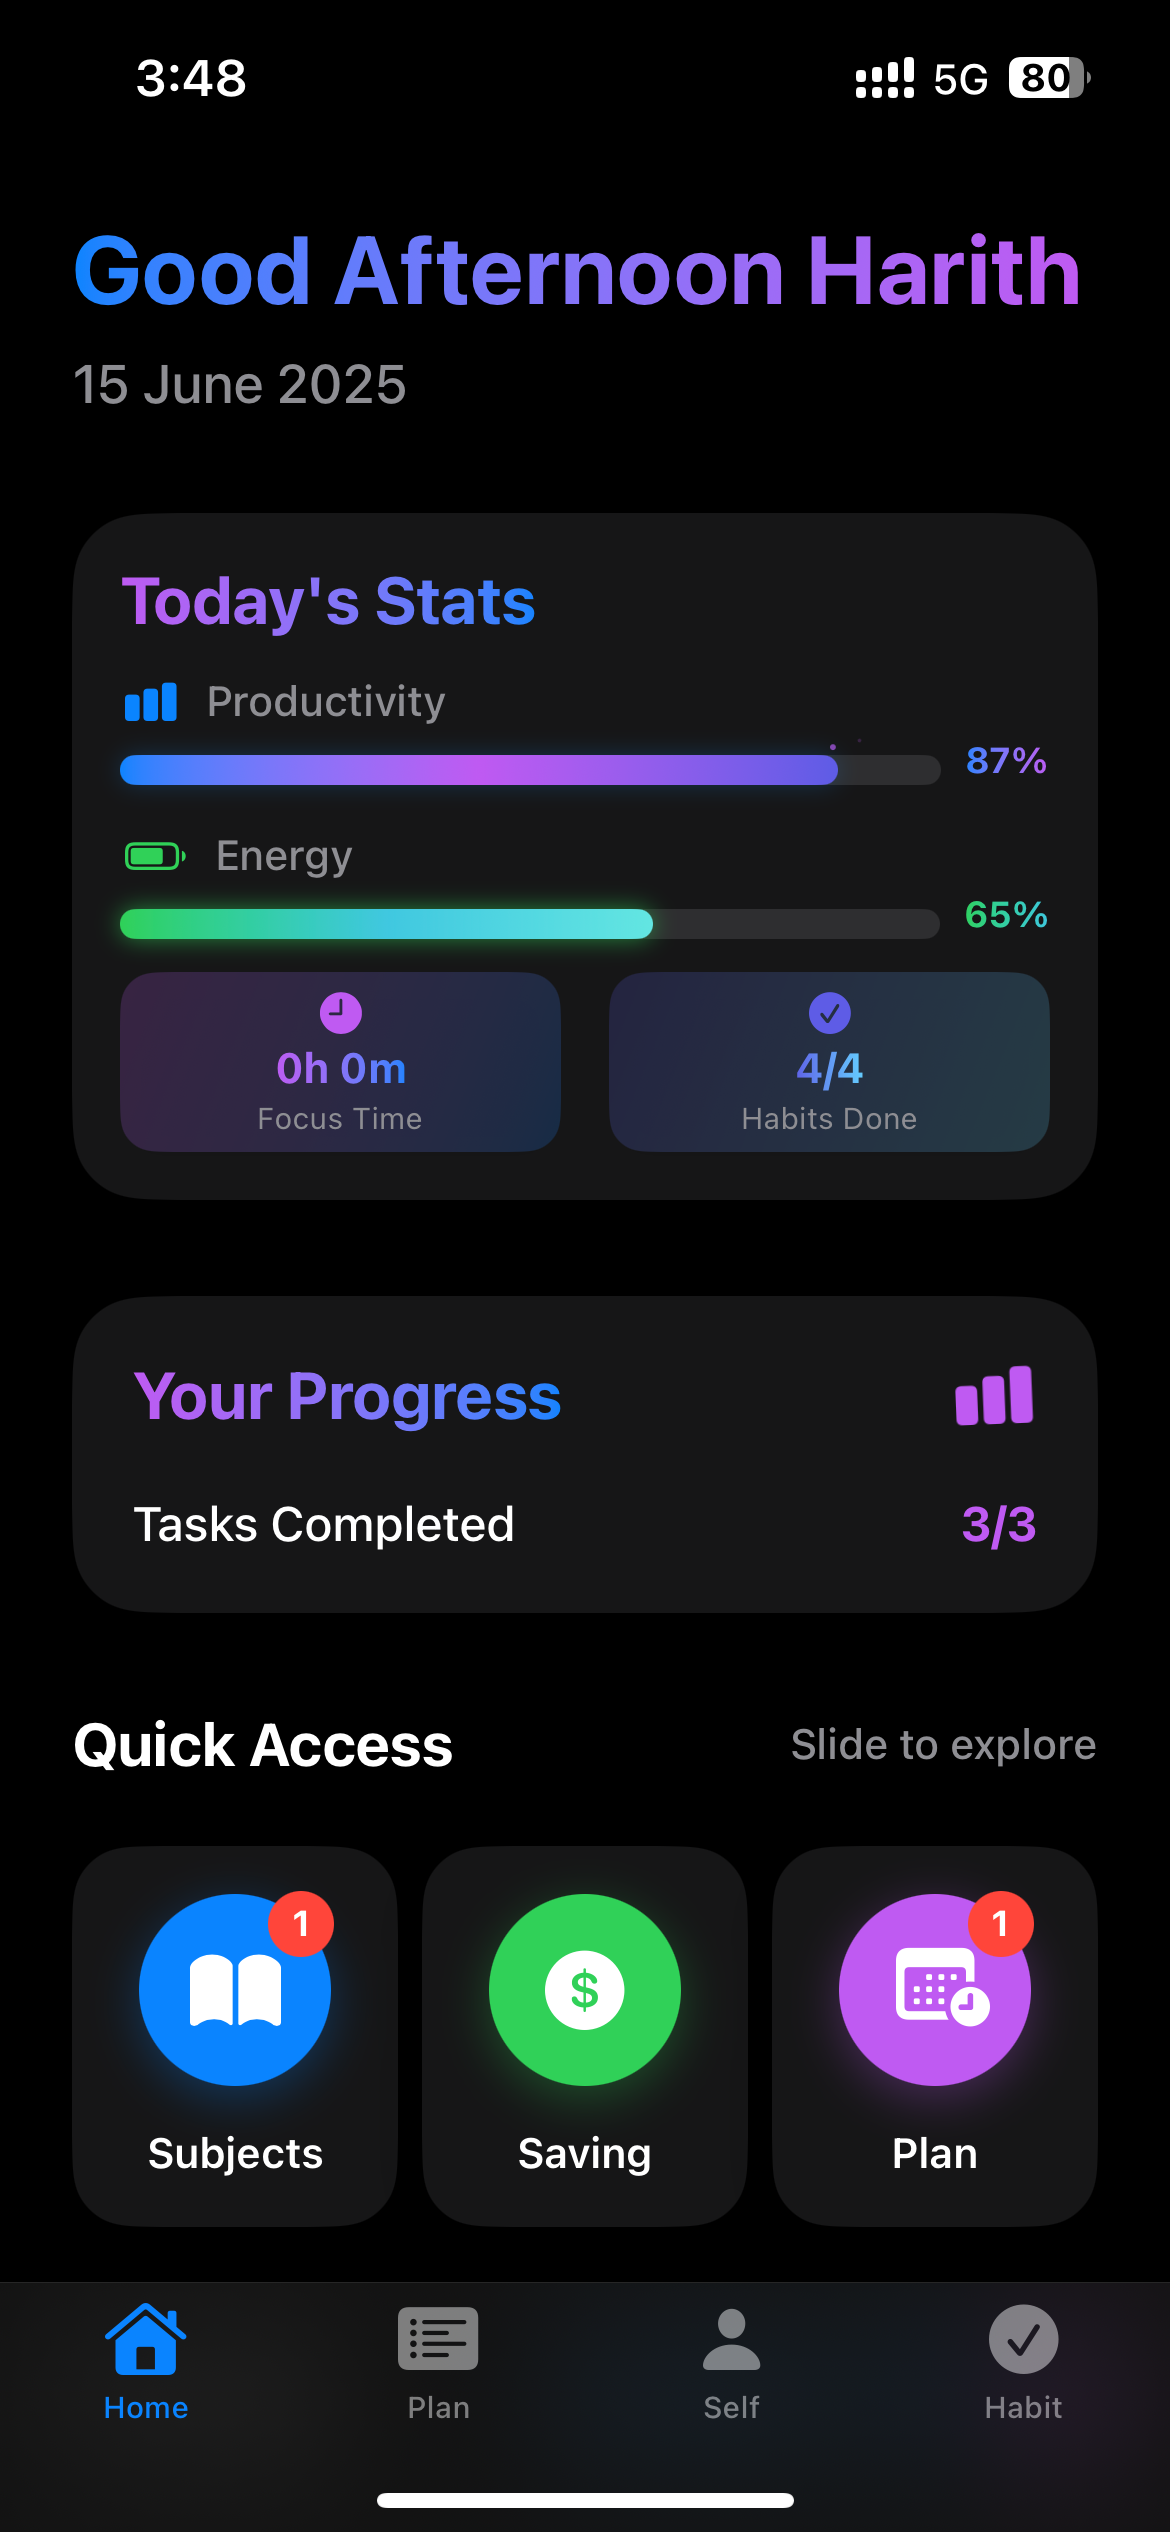 3:48
5G 80
Good Afternoon Harith
15 June 2025
Today's Stats
Productivity
87%
Energy
65%
0h 0m
Focus Time
4/4
Habits Done
Your Progress
Tasks Completed
3/3
Quick Access
Slide to explore
1
Subjects
$
Saving
1
Plan
Home
Plan
Self
Habit